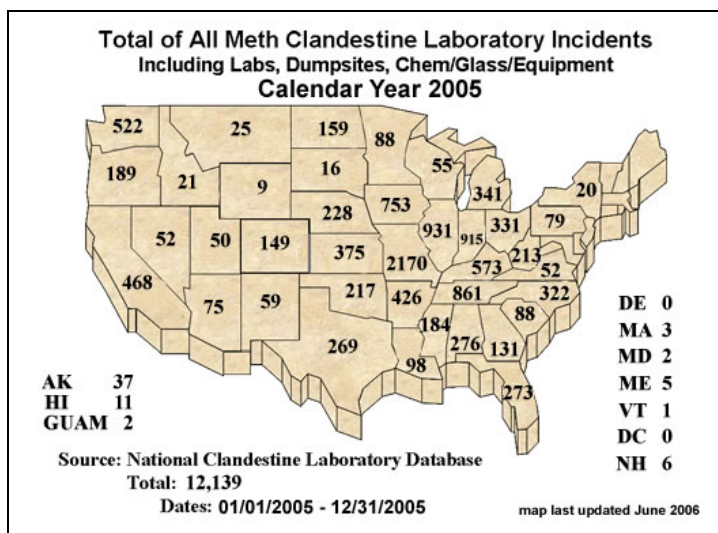 Total of All Meth Clandestine Laboratory Incidents
Including Labs, Dumpsites, Chem/Glass/Equipment
Calendar Year 2005
522
25
159
88
189
21
9
16
55
341
20
228
753
931
915
331
79
52
50
149
375
2170
573
213
52
468
75
59
217
426
861
322
88
269
184
276
131
98
273
AK 37
HI 11
GUAM 2
DE 0
MA 3
MD 2
ME 5
VT 1
DC 0
NH 6
Source: National Clandestine Laboratory Database
Total: 12,139
Dates: 01/01/2005 - 12/31/2005
map last updated June 2006